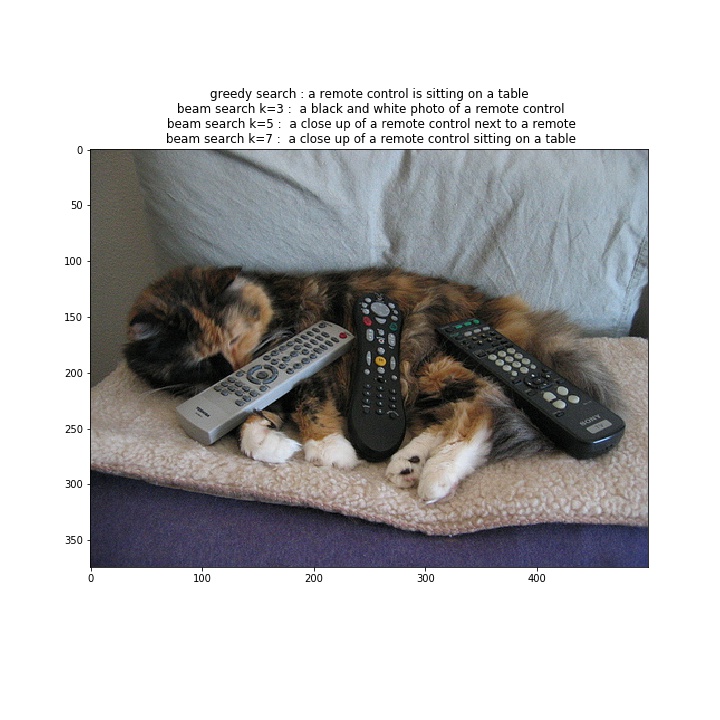 greedy search : a remote control is sitting on a table
beam search k=3 : a black and white photo of a remote control
beam search k=5 : a close up of a remote control next to a remote
beam search k=7 : a close up of a remote control sitting on a table
0
50
100
150
200
250
300
350
0 100 200 300 400
SONY